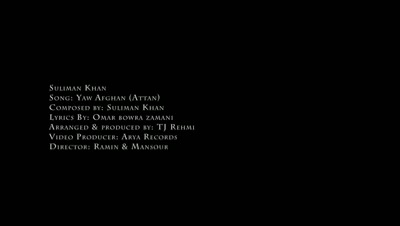 Suliman Khan
Song: Yaw Afghan (Attan)
Composed by: Suliman Khan
Lyrics By: Omar bowra zamani
Arranged & produced by: TJ Rehmi
Video Producer: Arya Records
Director: Ramin & Mansour